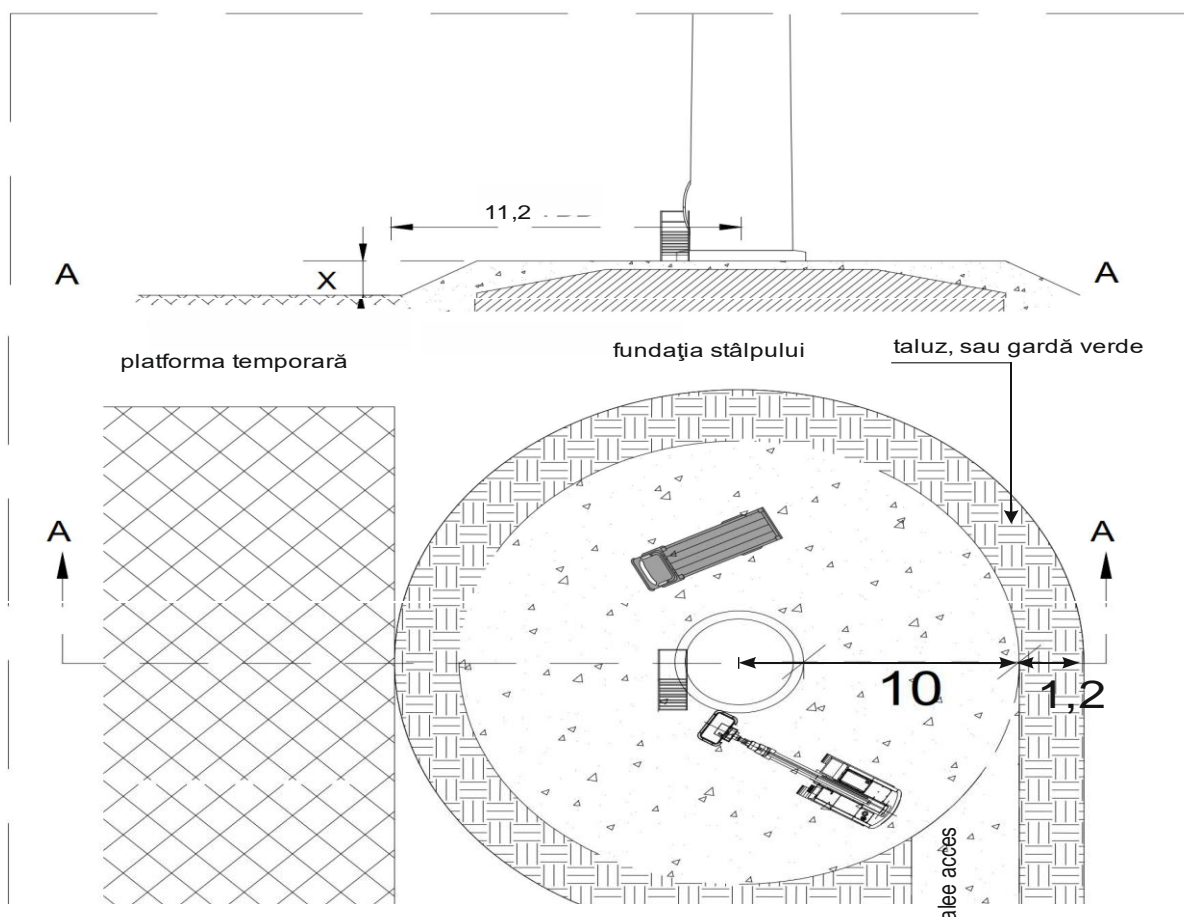 11,2
A
X
A
platforma temporară
fundaţia stâlpului
taluz, sau gardă verde
A
A
10
1,2
alee acces